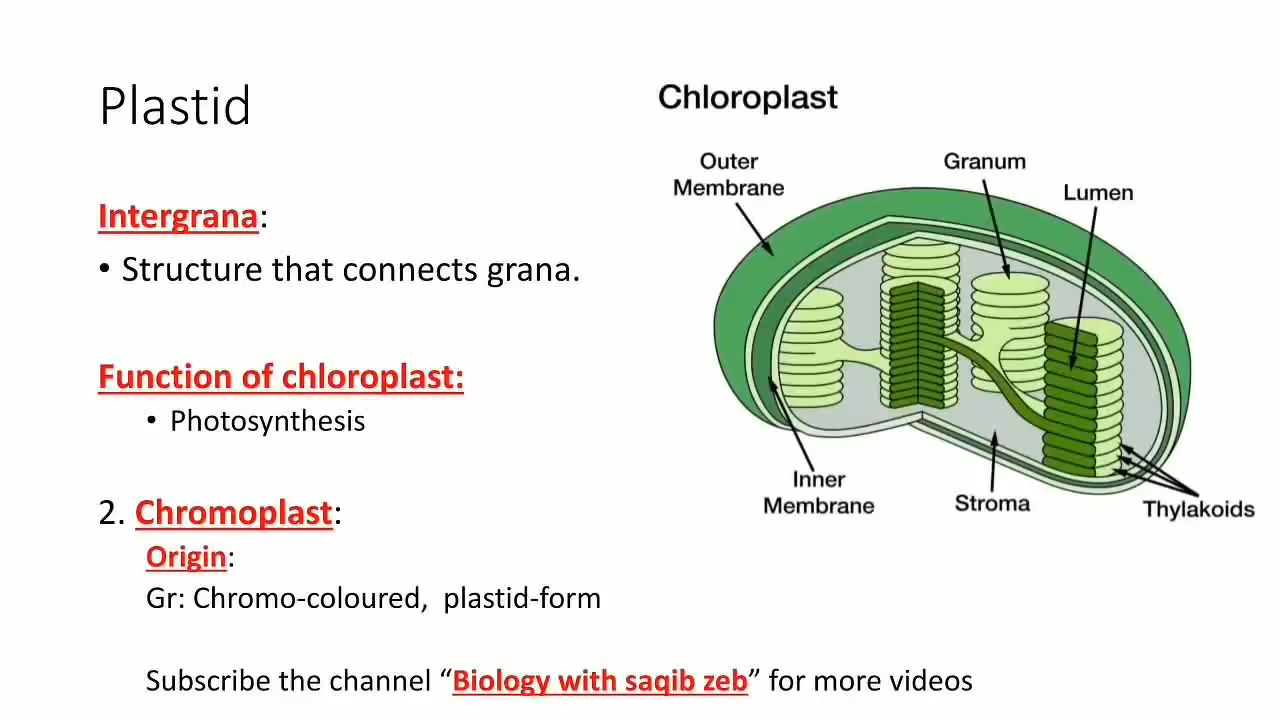 Plastid
Intergrana:
• Structure that connects grana.
Function of chloroplast:
• Photosynthesis
2. Chromoplast:
Origin:
Gr: Chromo-coloured, plastid-form
Subscribe the channel “Biology with saqib zeb” for more videos
Chloroplast
Outer
Membrane
Granum
Lumen
Inner
Membrane
Stroma
Thylakoids